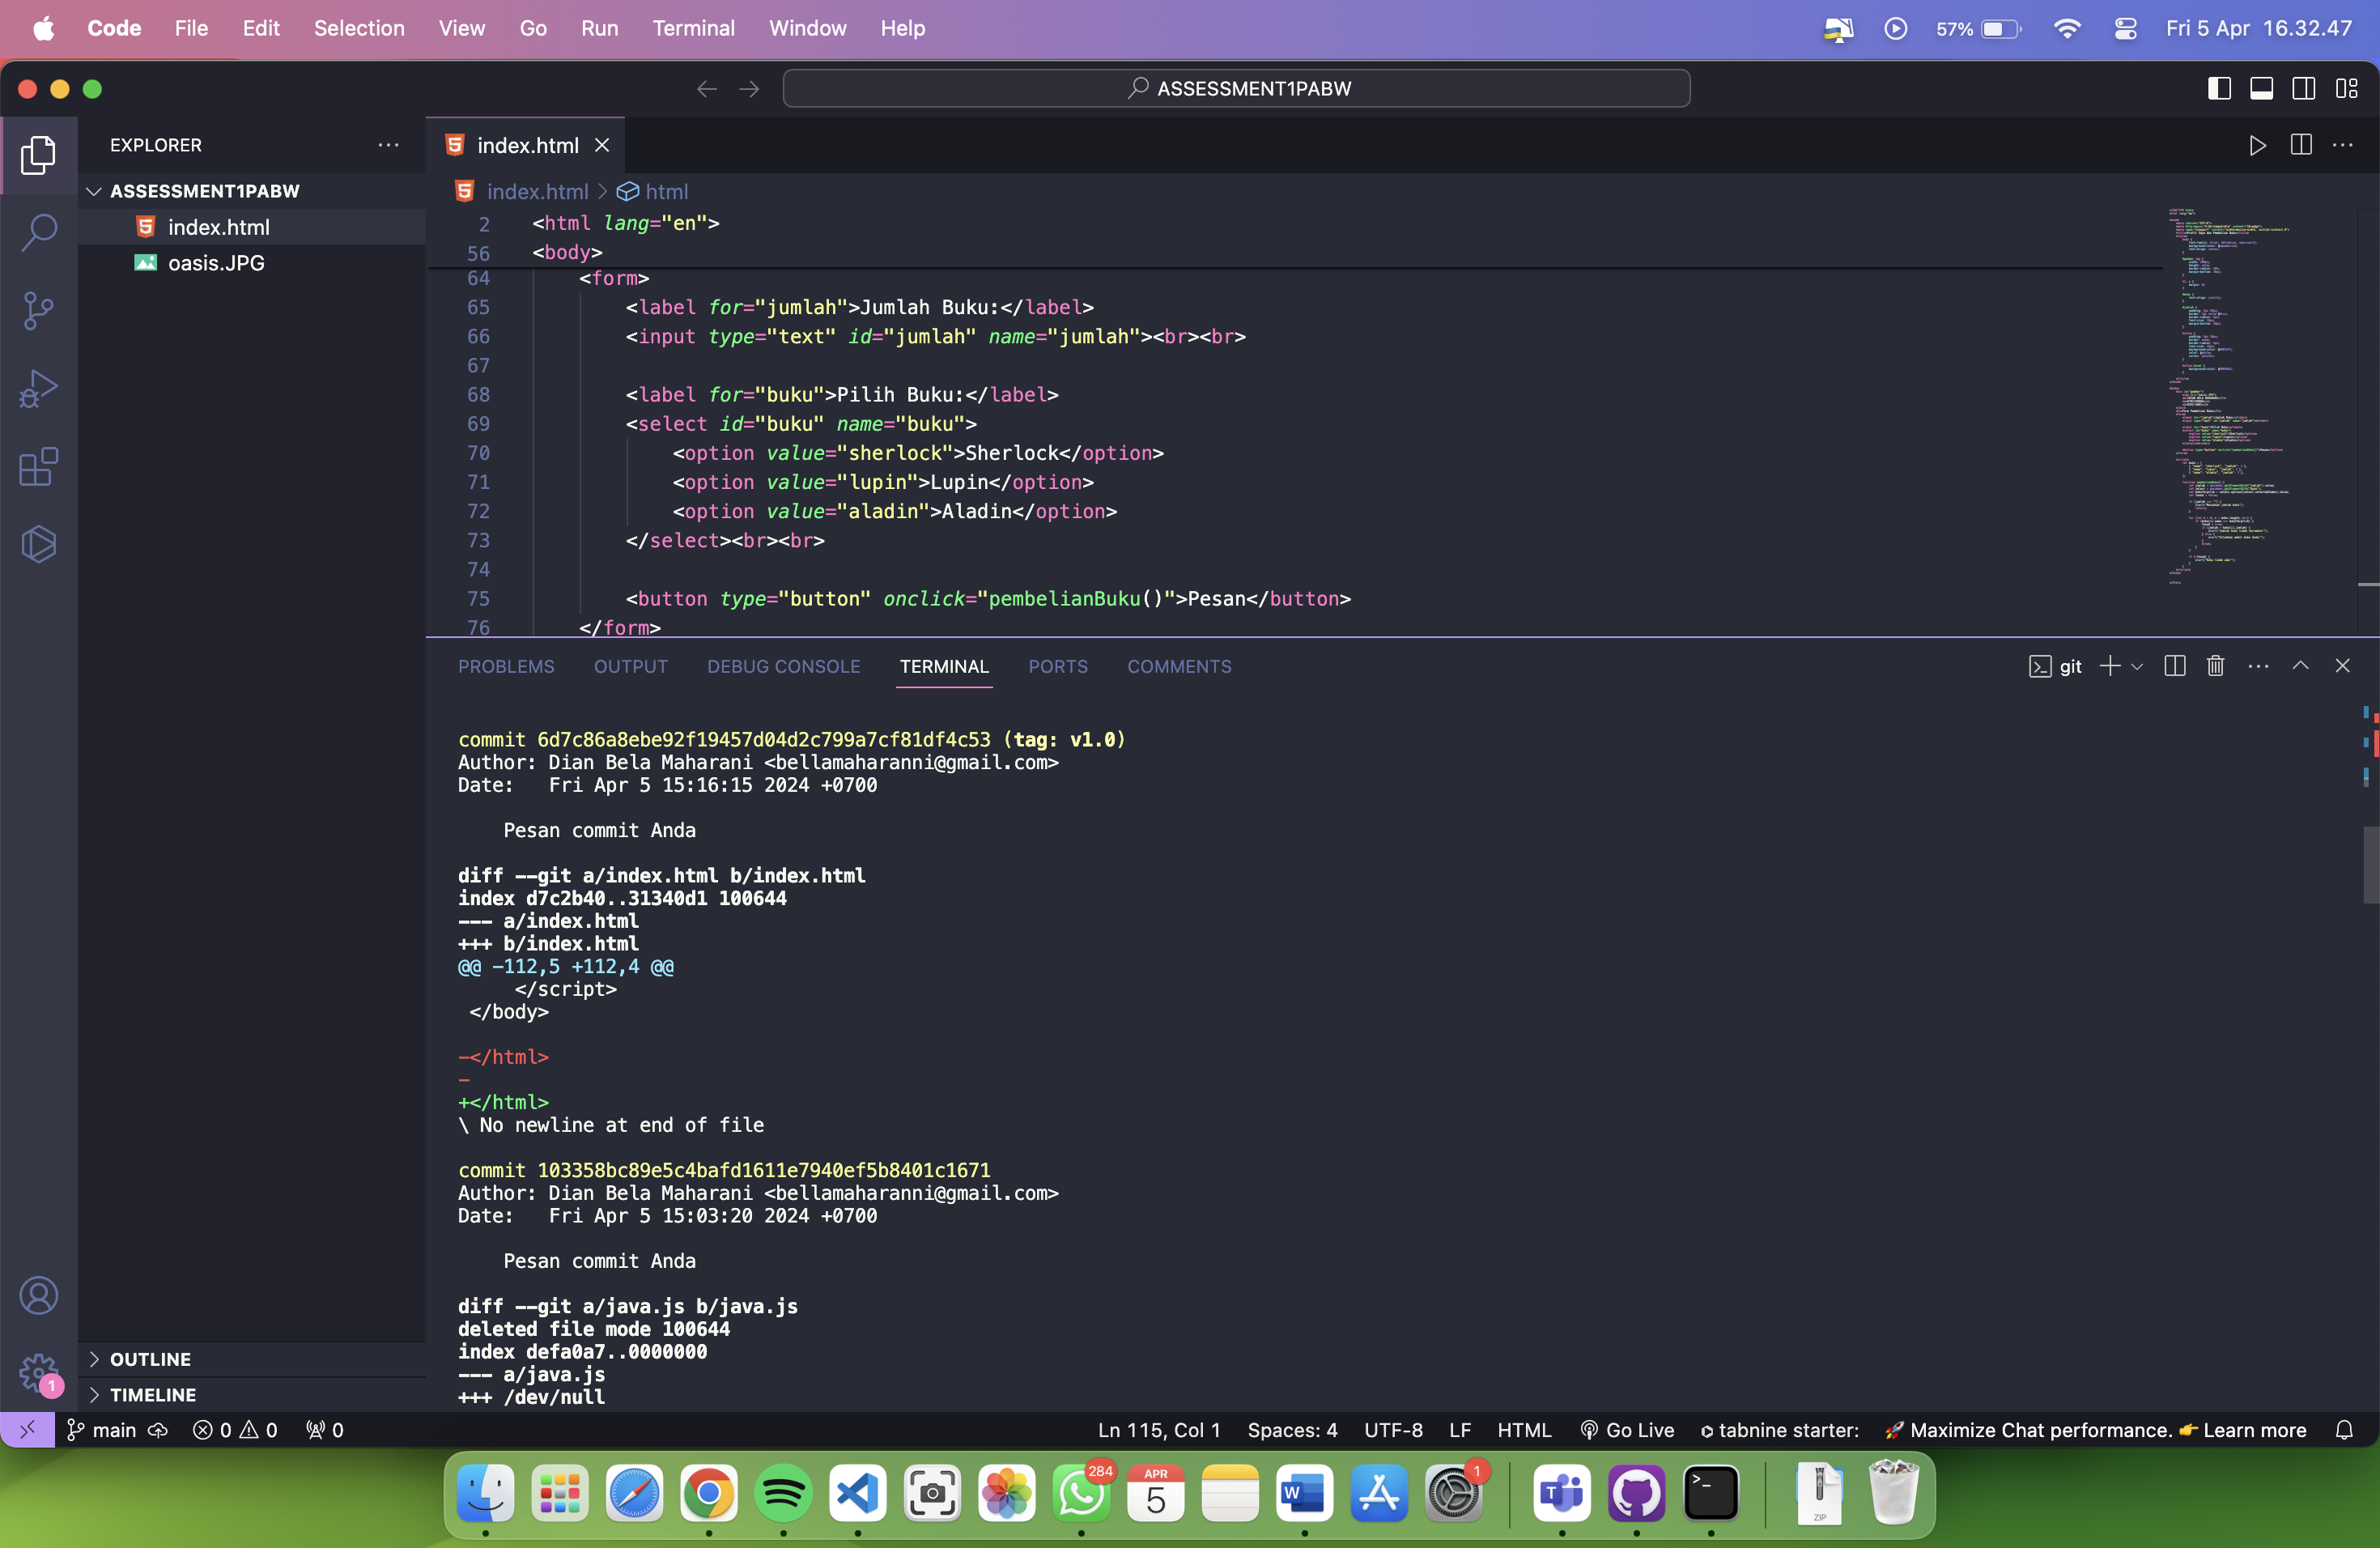 Code File Edit Selection View Go Run Terminal Window Help 57% Fri 5 Apr 16.32.47
ASSESSMENT1PABW
EXPLORER
index.html
ASSESSMENT1PABW
index.html
oasis.JPG
index.html > html
2 <html lang="en">
56 <body>
64 <form>
65 <label for="jumlah">Jumlah Buku:</label>
66 <input type="text" id="jumlah" name="jumlah"><br><br>
67
68 <label for="buku">Pilih Buku:</label>
69 <select id="buku" name="buku">
70 <option value="sherlock">Sherlock</option>
71 <option value="lupin">Lupin</option>
72 <option value="aladin">Aladin</option>
73 </select><br><br>
74
75 <button type="button" onclick="pembelianBuku()">Pesan</button>
76 </form>
PROBLEMS OUTPUT DEBUG CONSOLE TERMINAL PORTS COMMENTS git
commit 6d7c86a8ebe92f19457d04d2c799a7cf81df4c53 (tag: v1.0)
Author: Dian Bela Maharani <bellamaharanni@gmail.com>
Date: Fri Apr 5 15:16:15 2024 +0700
Pesan commit Anda
diff --git a/index.html b/index.html
index d7c2b40..31340d1 100644
--- a/index.html
+++ b/index.html
@@ -112,5 +112,4 @@
</script>
</body>
-</html>
-
+</html>
\ No newline at end of file
commit 103358bc89e5c4bafd1611e7940ef5b8401c1671
Author: Dian Bela Maharani <bellamaharanni@gmail.com>
Date: Fri Apr 5 15:03:20 2024 +0700
Pesan commit Anda
diff --git a/java.js b/java.js
deleted file mode 100644
index defa0a7..0000000
--- a/java.js
+++ /dev/null
OUTLINE
TIMELINE
1
main 0 0 0 Ln 115, Col 1 Spaces: 4 UTF-8 LF HTML Go Live tabnine starter: 🚀 Maximize Chat performance. 👉 Learn more
284
APR
5
W
1
T
ZIP